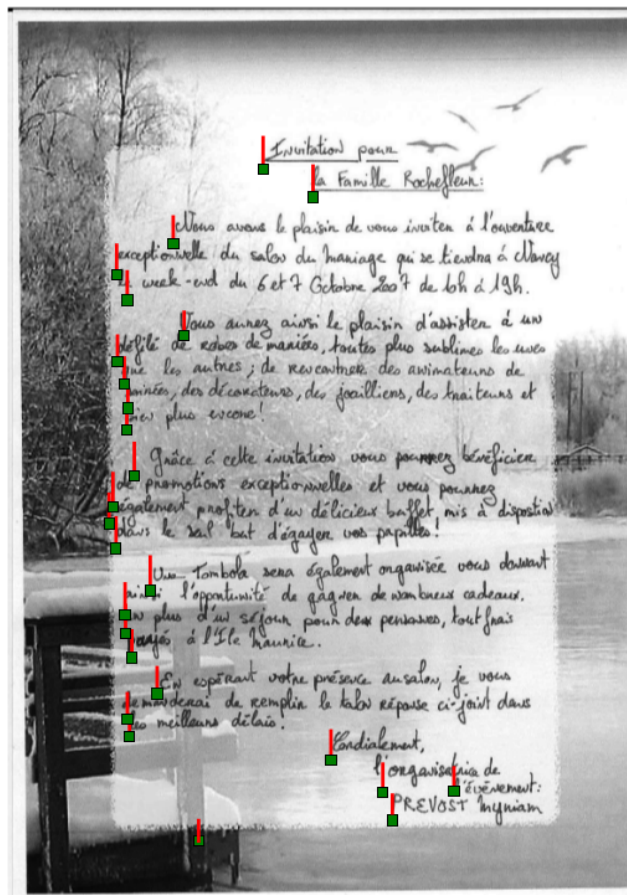 Invitation pour
la Famille Rochefleur:
Nous avons le plaisir de vous inviter à l'ouverture
exceptionnelle du salon du mariage qui se tiendra à Nancy
le week-end du 6 et 7 Octobre 2007 de 10h à 19h.
Vous aurez ainsi le plaisir d'assister à un
défilé de robes de mariées, toutes plus sublimes les unes
que les autres; de rencontrer des animateurs de
soirées, des décorateurs, des joailliers, des traiteurs et
bien plus encore!
Grâce à cette invitation vous pourrez bénéficier
de promotions exceptionnelles et vous pourrez
également profiter d'un délicieux buffet mis à dispostion
dans le seul but d'égayer vos papilles!
Une Tombola sera également organisée vous donnant
ainsi l'opportunité de gagner de nombreux cadeaux.
En plus d'un séjour pour deux personnes, tout frais
payés à l'Ile Maurice.
En espérant votre présence au salon, je vous
demanderai de remplir le talon réponse ci-joint dans
les meilleurs délais.
Cordialement,
l'organisatrice de
l'événement:
PREVOST Myriam